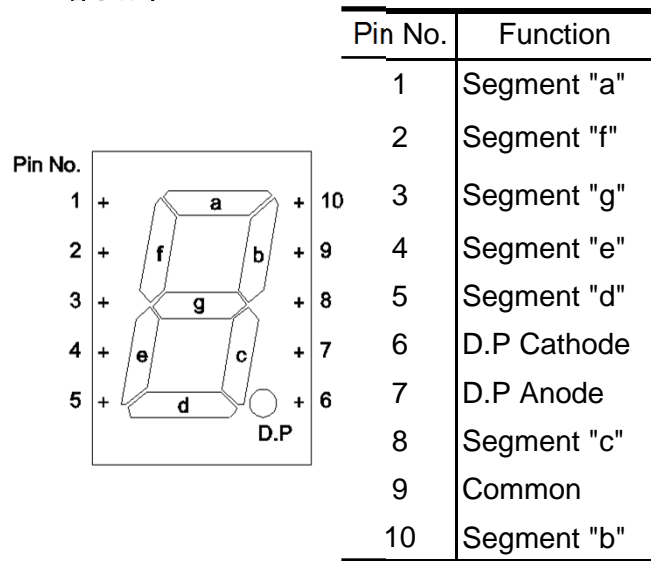 Pin No.
1 + a + 10
2 + f b + 9
3 + g + 8
4 + e c + 7
5 + d + 6
D.P
Pin No. Function
1 Segment "a"
2 Segment "f"
3 Segment "g"
4 Segment "e"
5 Segment "d"
6 D.P Cathode
7 D.P Anode
8 Segment "c"
9 Common
10 Segment "b"